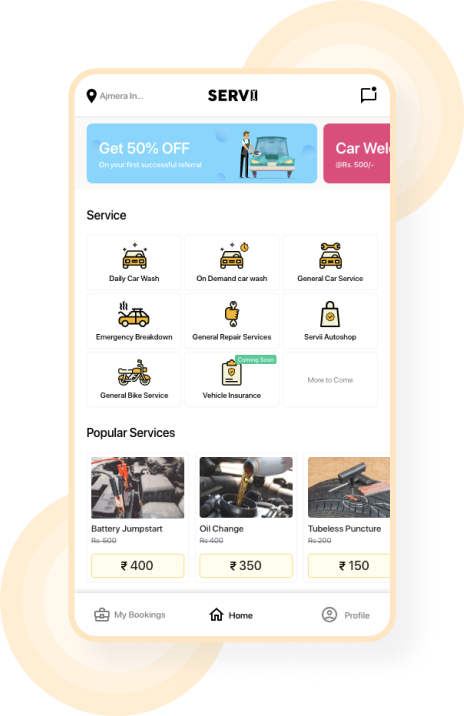 Ajmera In...
SERVII
Get 50% OFF
On your first successful referral
Car Wel
@Rs. 500/-
Service
Daily Car Wash
On Demand car wash
General Car Service
Emergency Breakdown
General Repair Services
Servii Autoshop
General Bike Service
Coming Soon
Vehicle Insurance
More to Come
Popular Services
Battery Jumpstart
Oil Change
Tubeless Puncture
Rs 500
Rs 400
Rs 200
₹ 400
₹ 350
₹ 150
My Bookings
Home
Profile